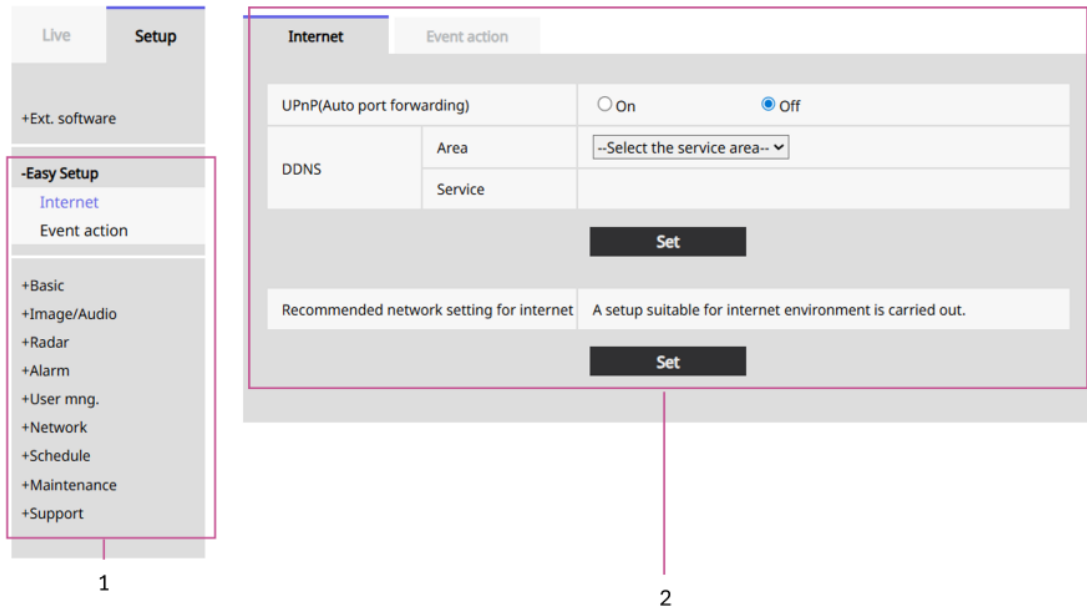 Live Setup
+Ext. software
-Easy Setup
Internet
Event action
+Basic
+Image/Audio
+Radar
+Alarm
+User mng.
+Network
+Schedule
+Maintenance
+Support
1
Internet Event action
UPnP(Auto port forwarding) On Off
DDNS Area --Select the service area--
Service
Set
Recommended network setting for internet A setup suitable for internet environment is carried out.
Set
2